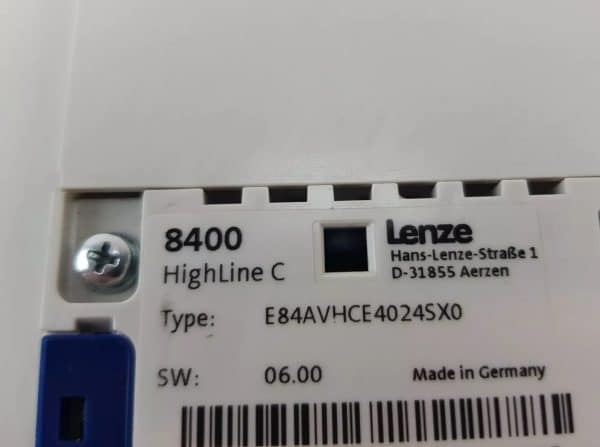 8400
HighLine C
Lenze
Hans-Lenze-Straße 1
D-31855 Aerzen
Type: E84AVHCE4024SX0
SW: 06.00
Made in Germany